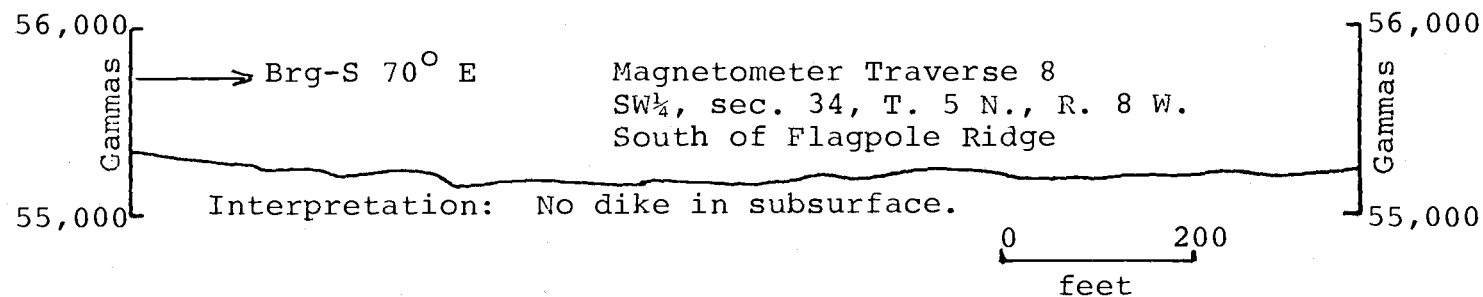 56,000
Gammas
Brg-S 70° E
Magnetometer Traverse 8
SW¼, sec. 34, T. 5 N., R. 8 W.
South of Flagpole Ridge
56,000
Gammas
55,000
Interpretation: No dike in subsurface.
55,000
0 200
feet